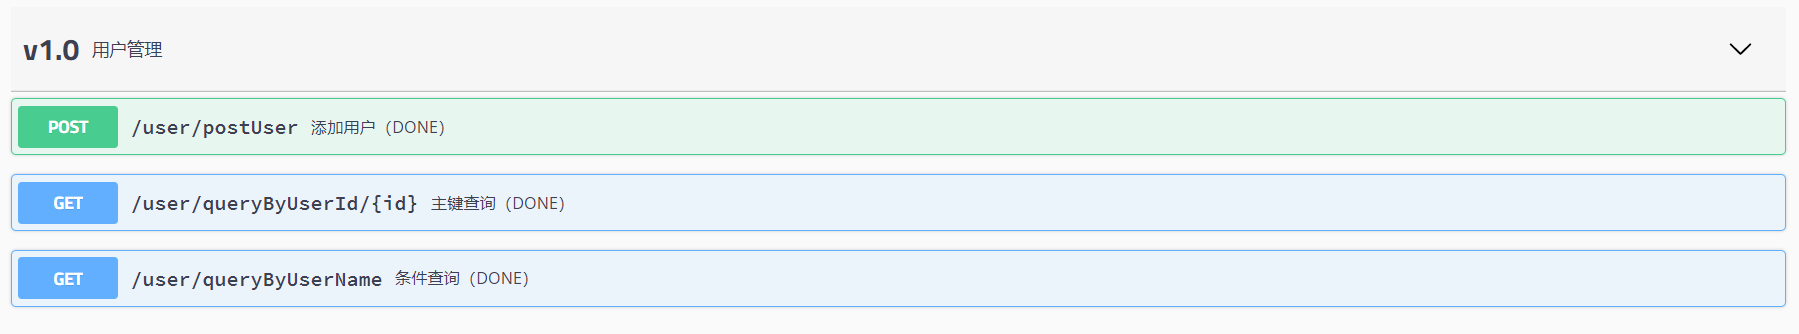 v1.0 用户管理
POST /user/postUser 添加用户（DONE）
GET /user/queryByUserId/{id} 主键查询（DONE）
GET /user/queryByUserName 条件查询（DONE）